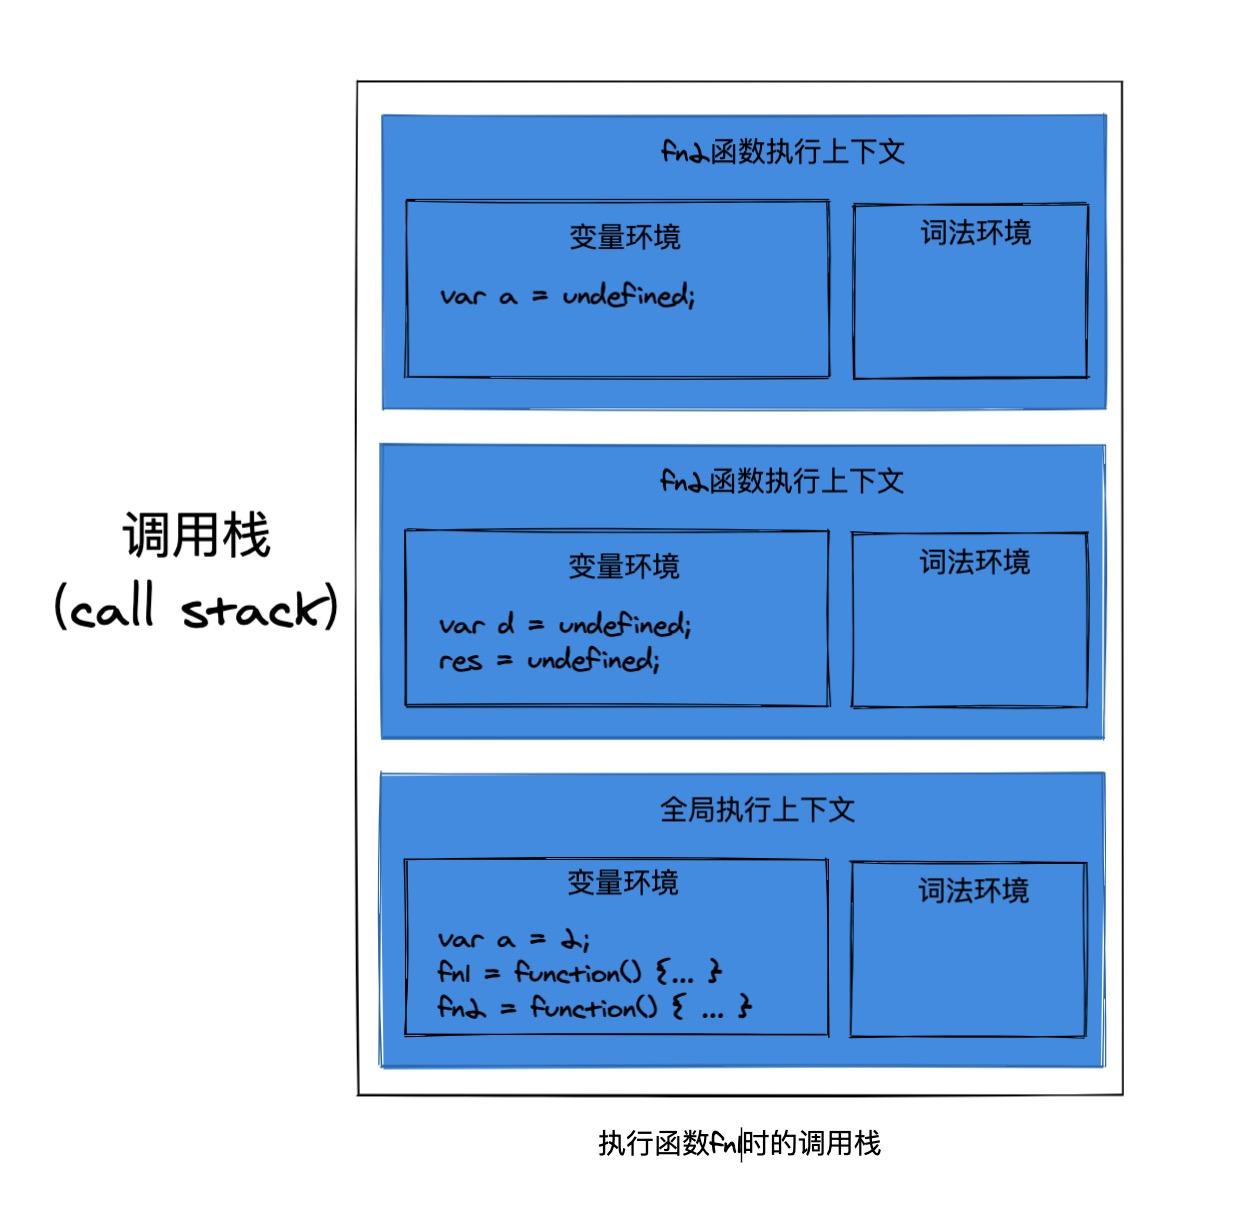 fn2函数执行上下文
变量环境
词法环境
var a = undefined;
调用栈
(call stack)
fn2函数执行上下文
变量环境
词法环境
var d = undefined;
res = undefined;
全局执行上下文
变量环境
词法环境
var a = 2;
fn1 = function() {... }
fn2 = function() { ... }
执行函数fn1时的调用栈